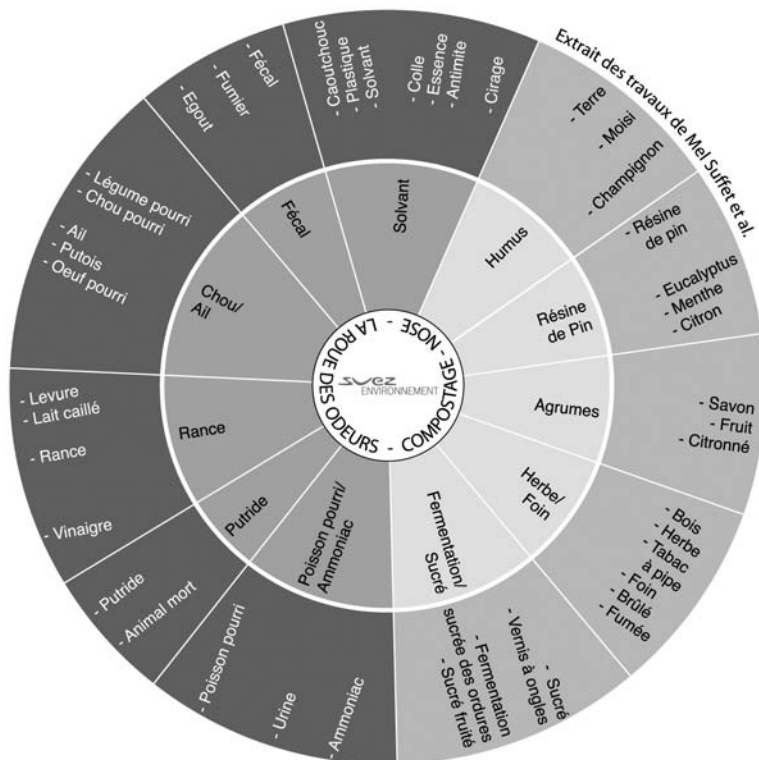 Extrait des travaux de Mel Suffet et al.
LA ROUE DES ODEURS - COMPOSTAGE - NOSE -
suez
ENVIRONNEMENT
Solvant
- Caoutchouc
- Plastique
- Solvant
- Colle
- Essence
- Antimite
- Cirage
Humus
- Terre
- Moisi
- Champignon
Résine
de Pin
- Résine
de pin
- Eucalyptus
- Menthe
- Citron
Agrumes
- Savon
- Fruit
- Citronné
Herbe/
Foin
- Bois
- Herbe
- Tabac
à pipe
- Foin
- Brûlé
- Fumée
Fermentation/
Sucré
- Sucré
- Vernis à ongles
- Fermentation
sucrée des ordures
- Sucré fruité
Poisson pourri/
Ammoniac
- Poisson pourri
- Urine
- Ammoniac
Putride
- Putride
- Animal mort
Rance
- Levure
- Lait caillé
- Rance
- Vinaigre
Chou/
Ail
- Légume pourri
- Chou pourri
- Ail
- Putois
- Oeuf pourri
Fécal
- Egout
- Fumier
- Fécal